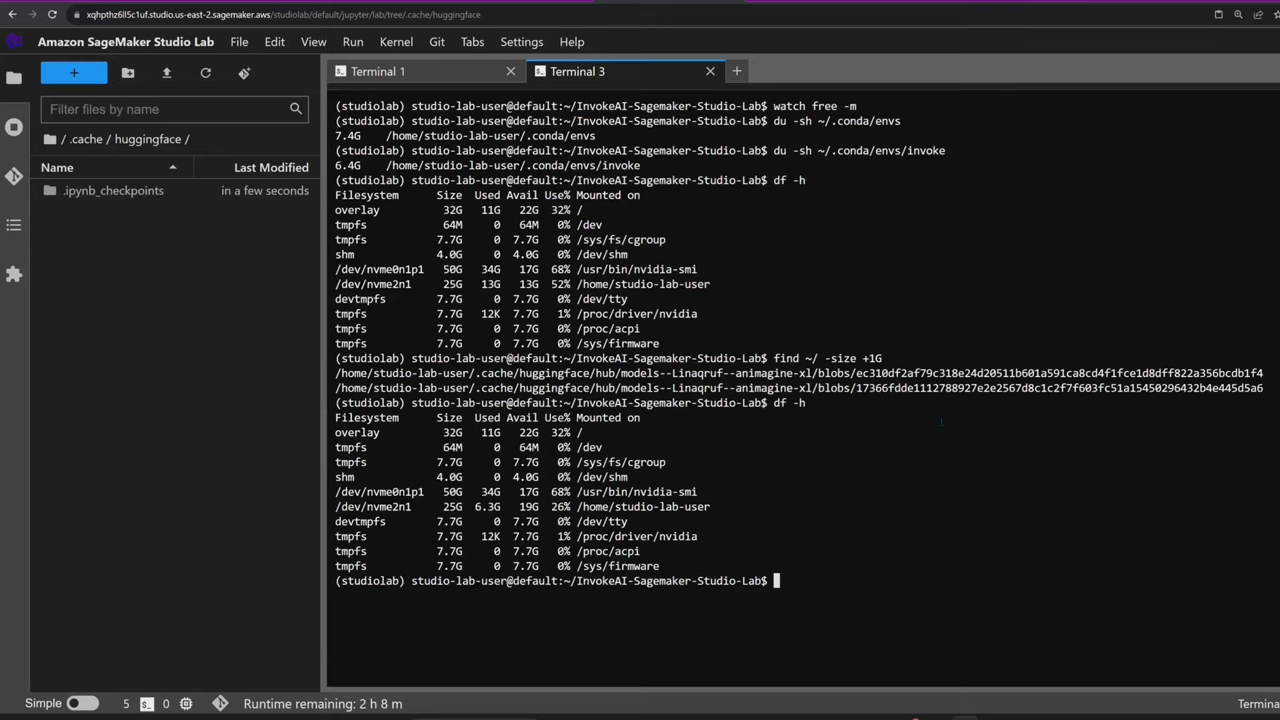 xqhpthz6ll5c1uf.studio.us-east-2.sagemaker.aws/studiolab/default/jupyter/lab/tree/.cache/huggingface
Amazon SageMaker Studio Lab File Edit View Run Kernel Git Tabs Settings Help
+
Filter files by name
/ .cache / huggingface /
Name Last Modified
.ipynb_checkpoints in a few seconds
Terminal 1 Terminal 3 +
(studiolab) studio-lab-user@default:~/InvokeAI-Sagemaker-Studio-Lab$ watch free -m
(studiolab) studio-lab-user@default:~/InvokeAI-Sagemaker-Studio-Lab$ du -sh ~/.conda/envs
7.4G /home/studio-lab-user/.conda/envs
(studiolab) studio-lab-user@default:~/InvokeAI-Sagemaker-Studio-Lab$ du -sh ~/.conda/envs/invoke
6.4G /home/studio-lab-user/.conda/envs/invoke
(studiolab) studio-lab-user@default:~/InvokeAI-Sagemaker-Studio-Lab$ df -h
Filesystem Size Used Avail Use% Mounted on
overlay 32G 11G 22G 32% /
tmpfs 64M 0 64M 0% /dev
tmpfs 7.7G 0 7.7G 0% /sys/fs/cgroup
shm 4.0G 0 4.0G 0% /dev/shm
/dev/nvme0n1p1 50G 34G 17G 68% /usr/bin/nvidia-smi
/dev/nvme2n1 25G 13G 13G 52% /home/studio-lab-user
devtmpfs 7.7G 0 7.7G 0% /dev/tty
tmpfs 7.7G 12K 7.7G 1% /proc/driver/nvidia
tmpfs 7.7G 0 7.7G 0% /proc/acpi
tmpfs 7.7G 0 7.7G 0% /sys/firmware
(studiolab) studio-lab-user@default:~/InvokeAI-Sagemaker-Studio-Lab$ find ~/ -size +1G
/home/studio-lab-user/.cache/huggingface/hub/models--Linaqruf--animagine-xl/blobs/ec310df2af79c318e24d20511b601a591ca8cd4f1fce1d8dff822a356bcdb1f4
/home/studio-lab-user/.cache/huggingface/hub/models--Linaqruf--animagine-xl/blobs/17366fdde1112788927e2e2567d8c1c2f7f603fc51a15450296432b4e445d5a6
(studiolab) studio-lab-user@default:~/InvokeAI-Sagemaker-Studio-Lab$ df -h
Filesystem Size Used Avail Use% Mounted on
overlay 32G 11G 22G 32% /
tmpfs 64M 0 64M 0% /dev
tmpfs 7.7G 0 7.7G 0% /sys/fs/cgroup
shm 4.0G 0 4.0G 0% /dev/shm
/dev/nvme0n1p1 50G 34G 17G 68% /usr/bin/nvidia-smi
/dev/nvme2n1 25G 6.3G 19G 26% /home/studio-lab-user
devtmpfs 7.7G 0 7.7G 0% /dev/tty
tmpfs 7.7G 12K 7.7G 1% /proc/driver/nvidia
tmpfs 7.7G 0 7.7G 0% /proc/acpi
tmpfs 7.7G 0 7.7G 0% /sys/firmware
(studiolab) studio-lab-user@default:~/InvokeAI-Sagemaker-Studio-Lab$
Simple 5 0 Runtime remaining: 2 h 8 m Termina